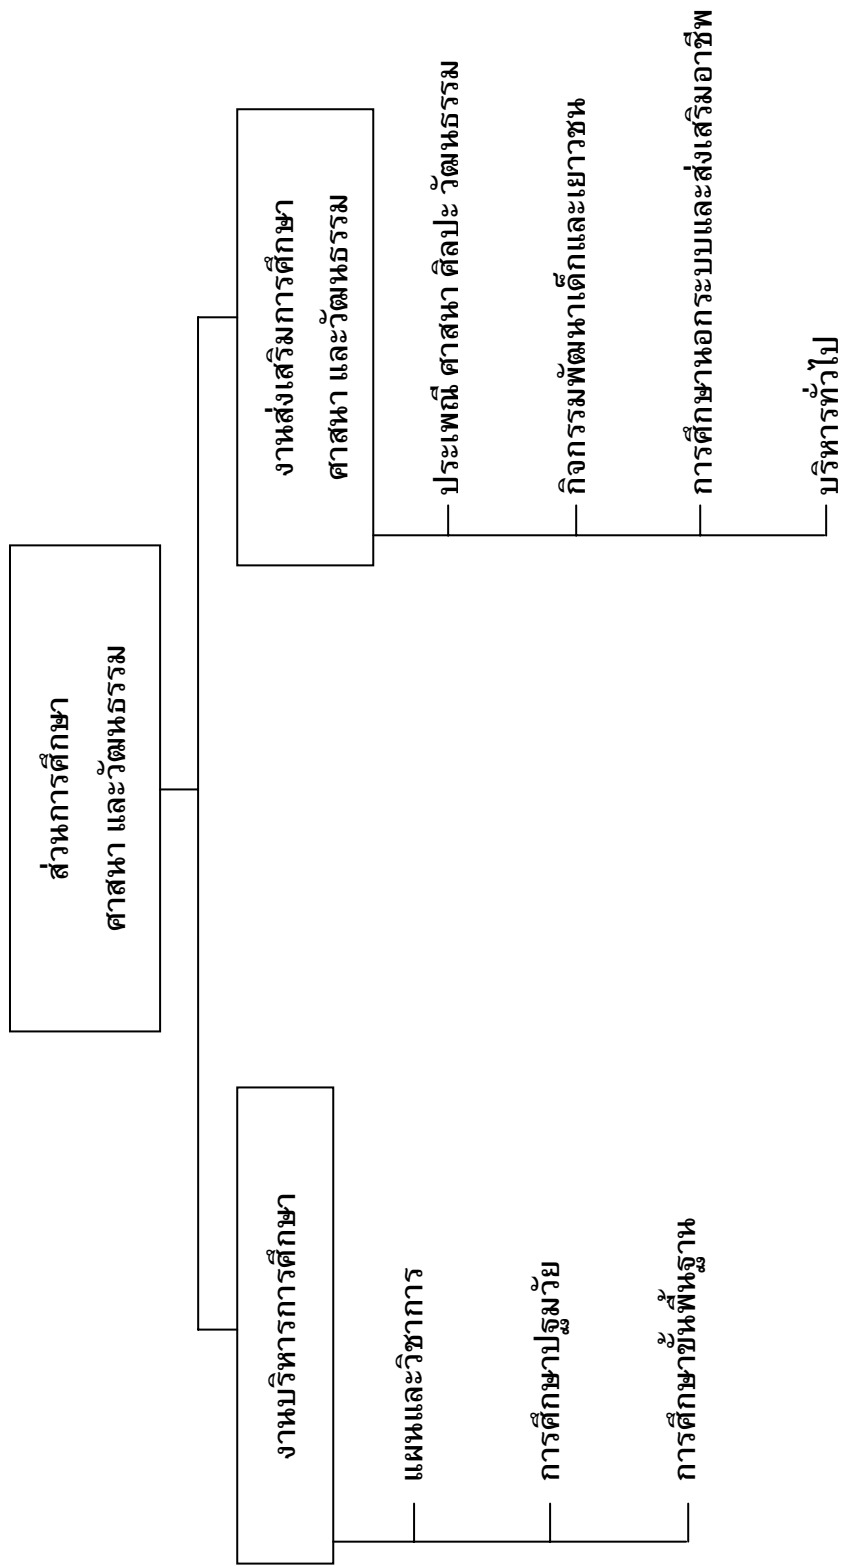 ส่วนการศึกษา
ศาสนา และวัฒนธรรม
งานบริหารการศึกษา
แผนและวิชาการ
การศึกษาปฐมวัย
การศึกษาขั้นพื้นฐาน
งานส่งเสริมการศึกษา
ศาสนา และวัฒนธรรม
ประเพณี ศาสนา ศิลปะ วัฒนธรรม
กิจกรรมพัฒนาเด็กและเยาวชน
การศึกษานอกระบบและส่งเสริมอาชีพ
บริหารทั่วไป